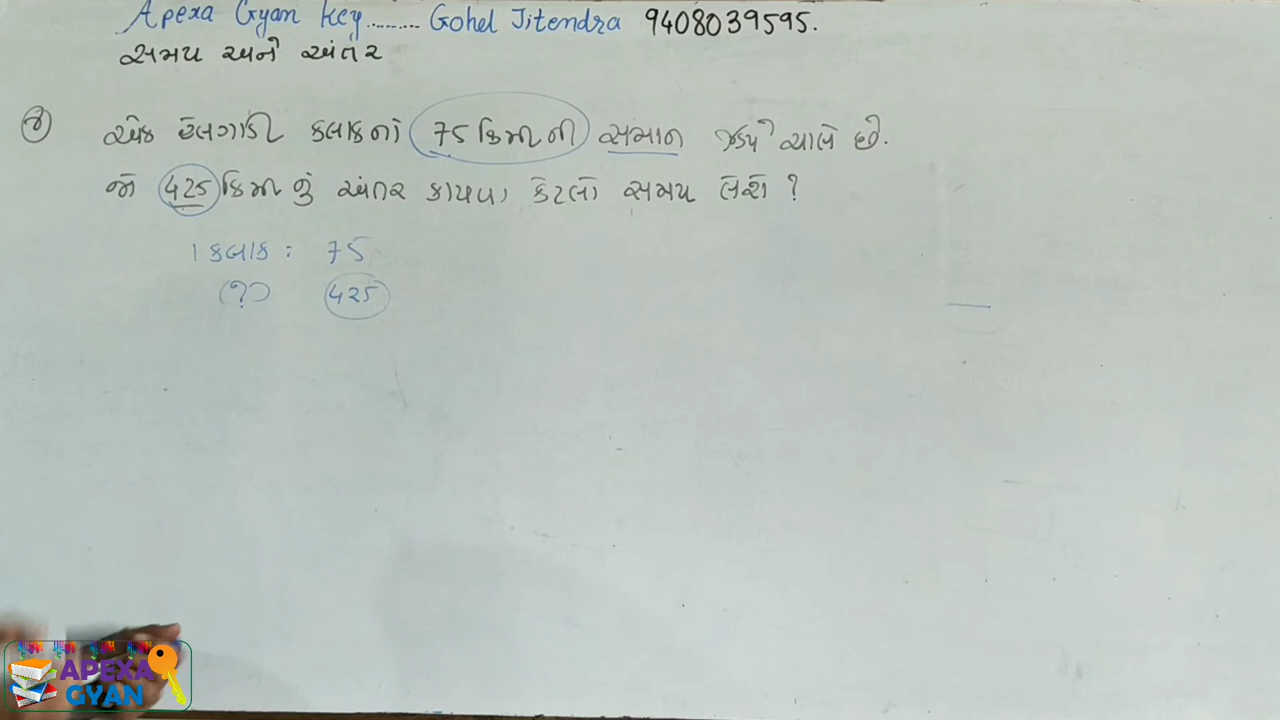 Apexa Gyan Key......... Gohel Jitendra 9408039595.
સમય અને અંતર
૪ એક રેલગાડી કલાકનાં 75 કિમીની સમાન ઝડપે ચાલે છે.
જો 425 કિમી નું અંતર કાપવા કેટલો સમય લેશે ?
1 કલાક : 75
(?) 425
APEXA
GYAN